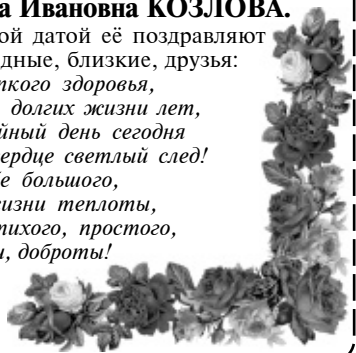 а Ивановна КОЗЛОВА.
ой датой её поздравляют
дные, близкие, друзья:
пкого здоровья,
долгих жизни лет,
йный день сегодня
ердце светлый след!
е большого,
изни теплоты,
тихого, простого,
и, доброты!